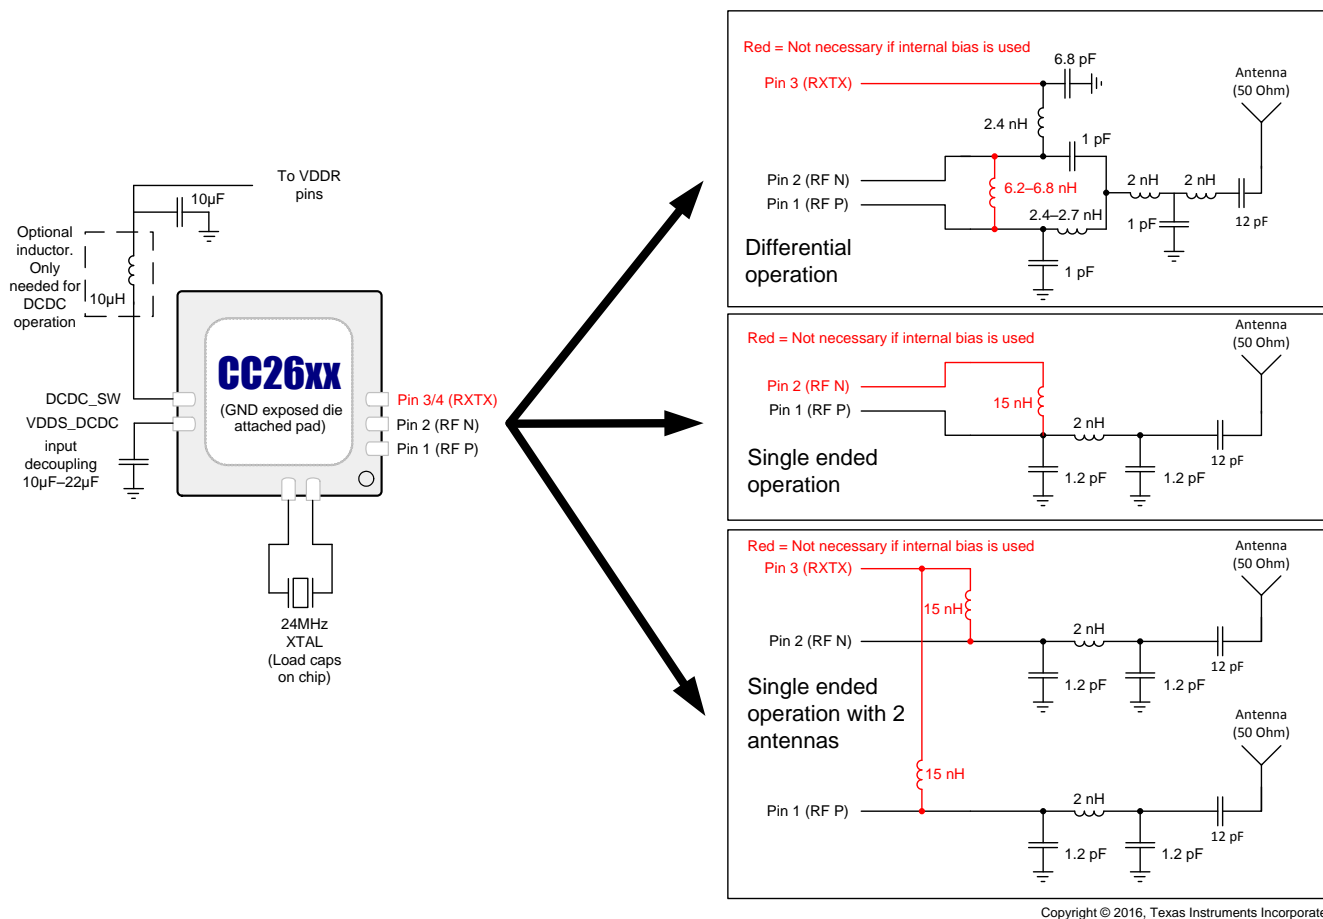 To VDDR
pins
10µF
Optional
inductor.
Only
needed for
DCDC
operation
10µH
CC26xx
(GND exposed die
attached pad)
DCDC_SW
VDDS_DCDC
input
decoupling
10µF–22µF
Pin 3/4 (RXTX)
Pin 2 (RF N)
Pin 1 (RF P)
24MHz
XTAL
(Load caps
on chip)
Red = Not necessary if internal bias is used
Pin 3 (RXTX)
6.8 pF
Antenna
(50 Ohm)
2.4 nH
1 pF
Pin 2 (RF N)
6.2–6.8 nH
2 nH
2 nH
Pin 1 (RF P)
2.4–2.7 nH
1 pF
12 pF
Differential
operation
1 pF
Red = Not necessary if internal bias is used
Antenna
(50 Ohm)
Pin 2 (RF N)
15 nH
Pin 1 (RF P)
2 nH
12 pF
Single ended
operation
1.2 pF
1.2 pF
Red = Not necessary if internal bias is used
Antenna
(50 Ohm)
Pin 3 (RXTX)
15 nH
Pin 2 (RF N)
2 nH
12 pF
1.2 pF
1.2 pF
Single ended
operation with 2
antennas
Antenna
(50 Ohm)
15 nH
Pin 1 (RF P)
2 nH
12 pF
1.2 pF
1.2 pF
Copyright © 2016, Texas Instruments Incorporate